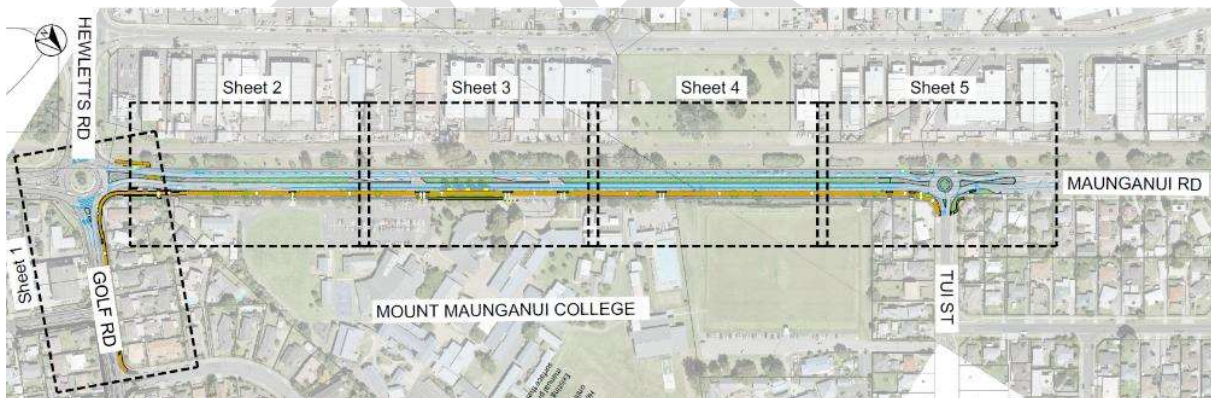 HEWLETTS RD
Sheet 2
Sheet 3
Sheet 4
Sheet 5
MAUNGANUI RD
Sheet 1
GOLF RD
MOUNT MAUNGANUI COLLEGE
TUI ST